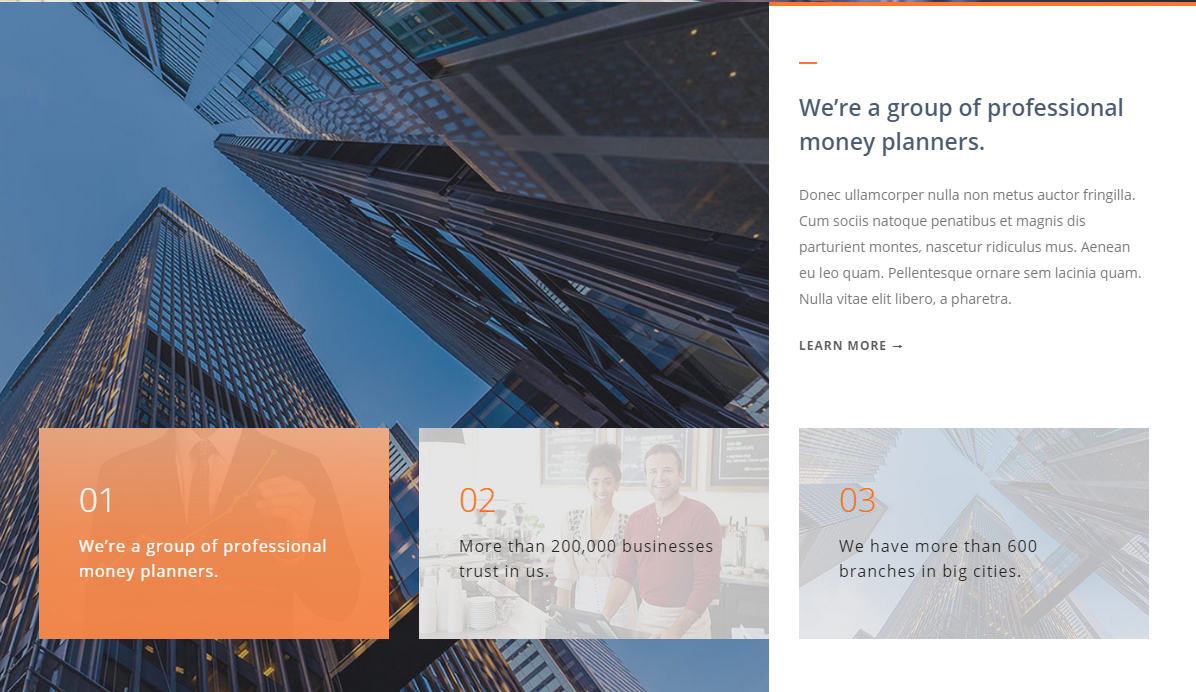 We’re a group of professional
money planners.
Donec ullamcorper nulla non metus auctor fringilla.
Cum sociis natoque penatibus et magnis dis
parturient montes, nascetur ridiculus mus. Aenean
eu leo quam. Pellentesque ornare sem lacinia quam.
Nulla vitae elit libero, a pharetra.
LEARN MORE →
01
We’re a group of professional
money planners.
02
More than 200,000 businesses
trust in us.
03
We have more than 600
branches in big cities.